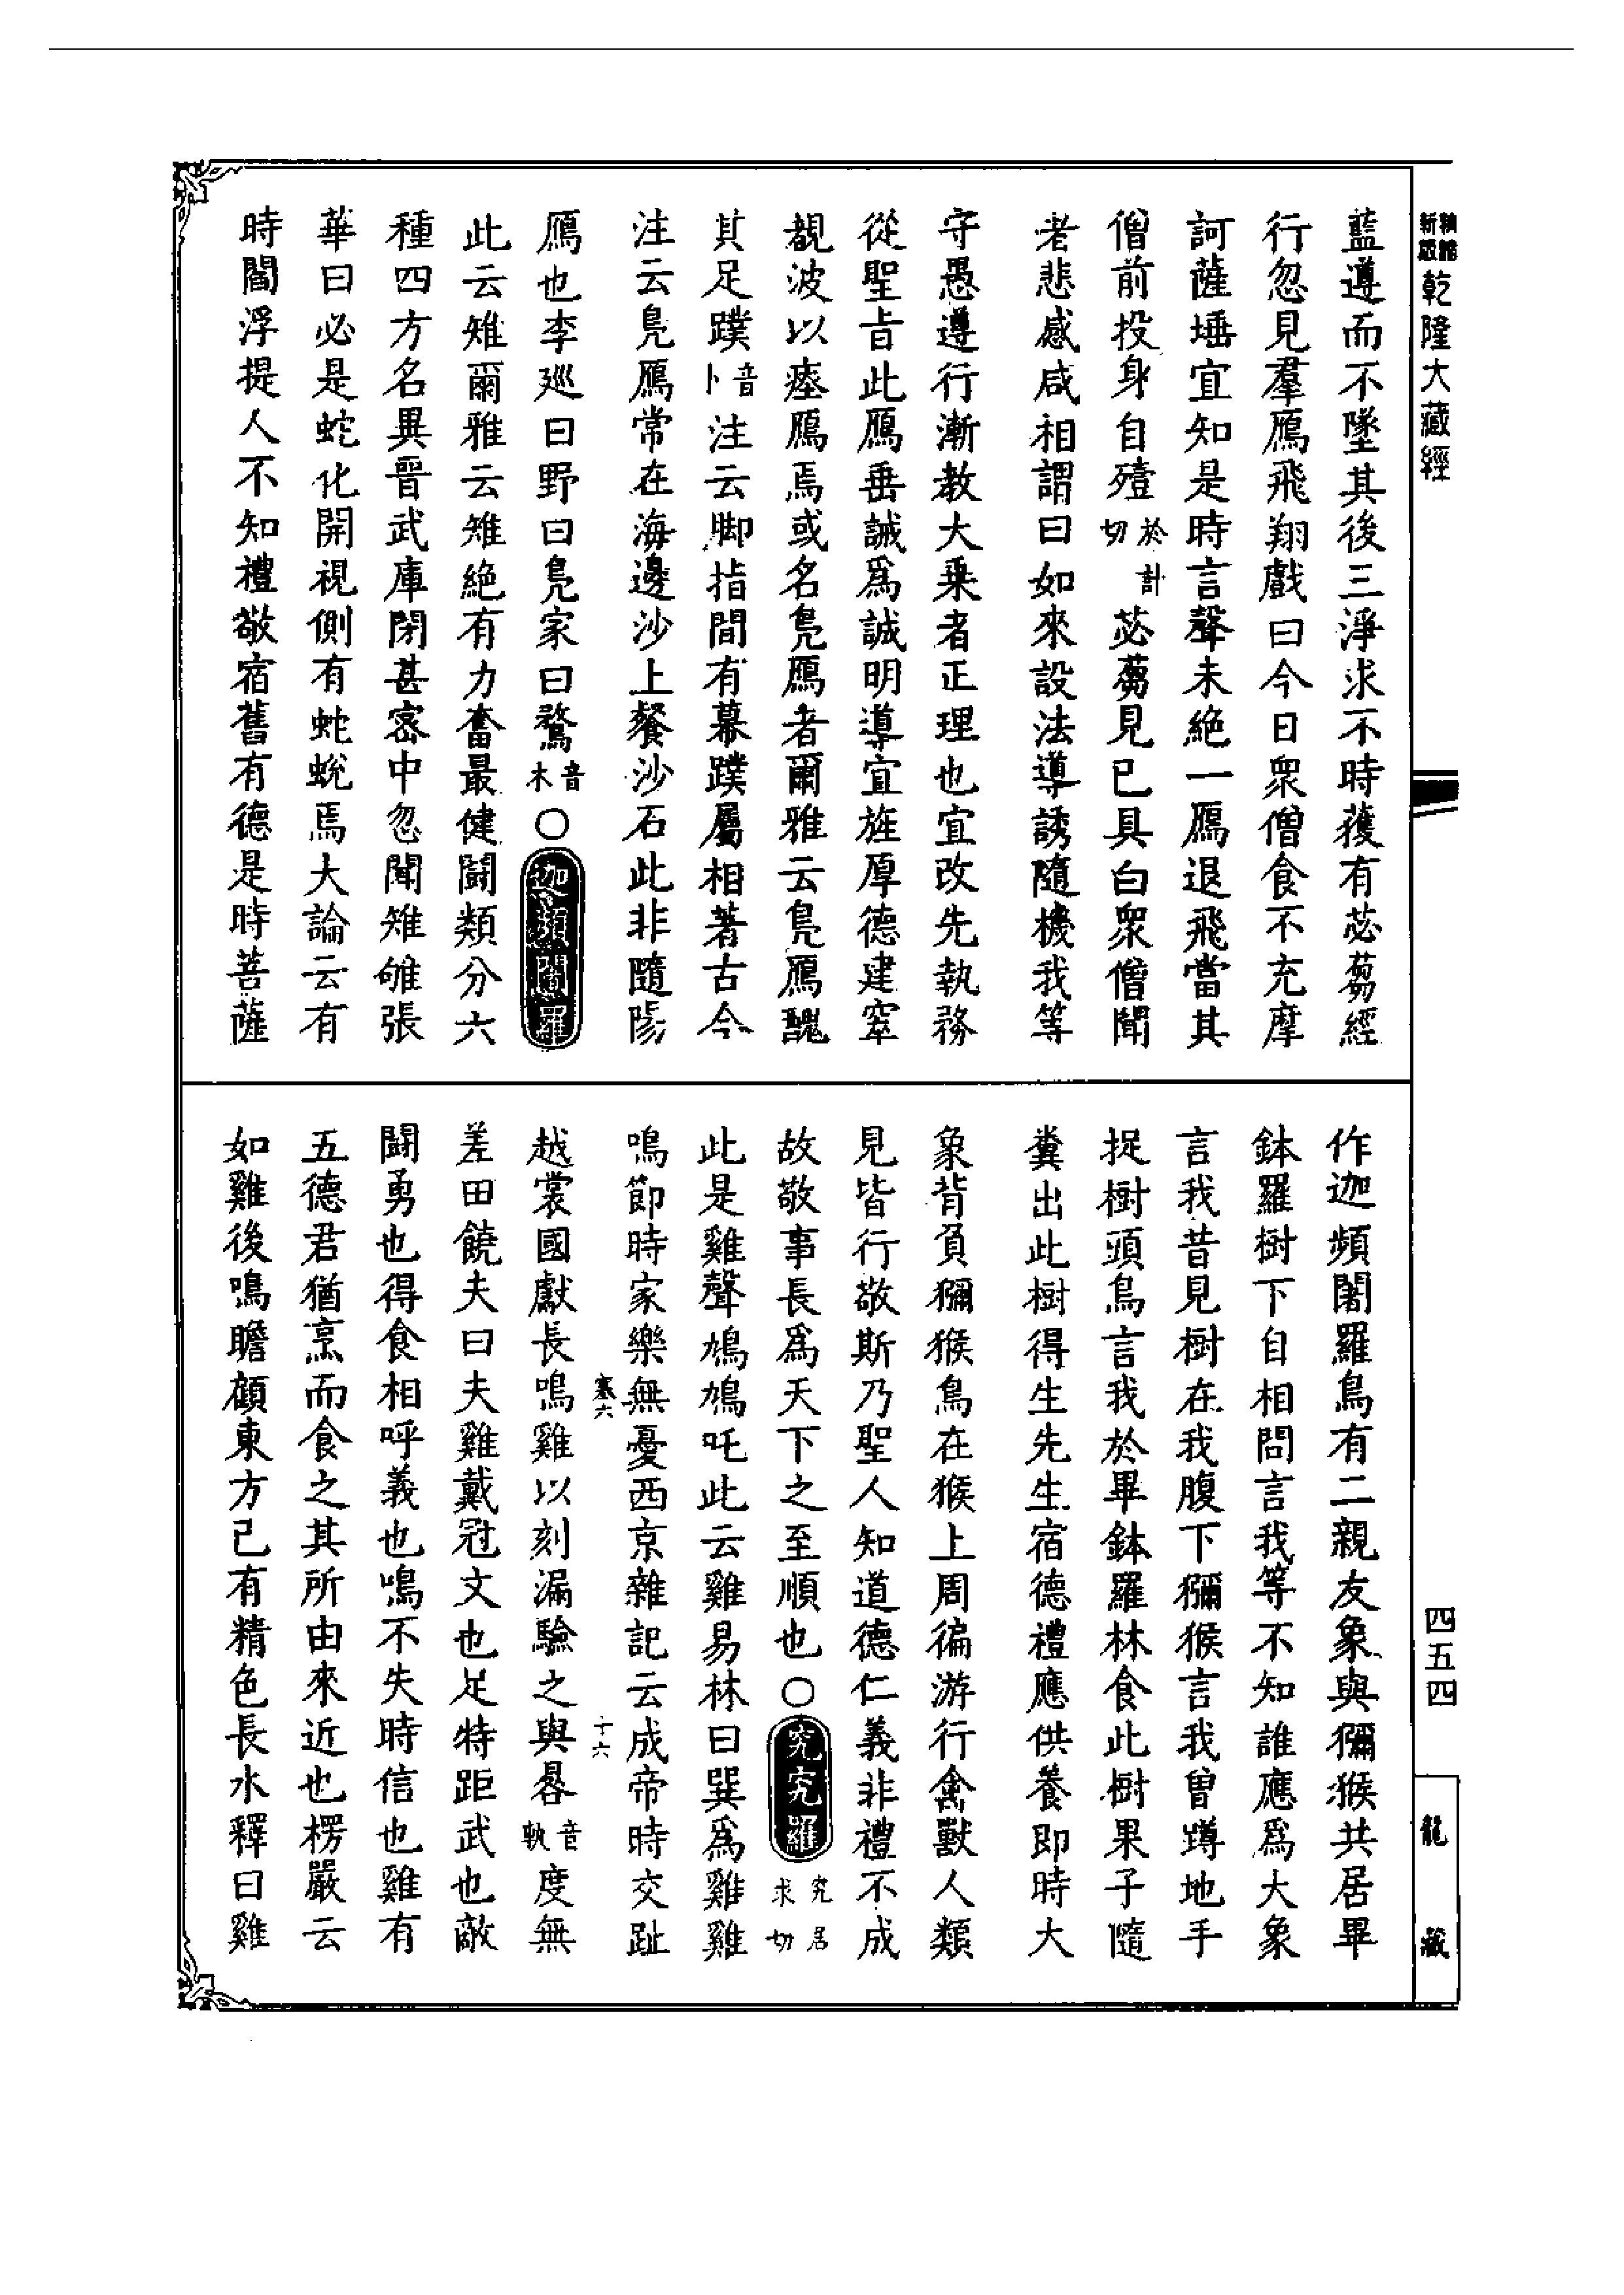 新版
精縮
乾隆大藏經
藍遵而不墜其後三淨求不時獲有苾芻經
行忽見羣鴈飛翔戲曰今日眾僧食不充摩
訶薩埵宜知是時言聲未絕一鴈退飛當其
僧前投身自殪於計切苾芻見已具白眾僧聞
者悲感咸相謂曰如來設法導誘隨機我等
守愚遵行漸教大乘者正理也宜改先執務
從聖旨此鴈垂誡為誠明導宜旌厚德建窣
覩波以瘞鴈焉或名鳧鴈者爾雅云鳧鴈醜
其足蹼音卜注云脚指間有幕蹼屬相著古今
注云鳧鴈常在海邊沙上餐沙石此非隨陽
鴈也李廵曰野曰鳧家曰鶩音木○迦頻闍羅
此云雉爾雅云雉絕有力奮最健鬪類分六
種四方名異晉武庫閉甚密中忽聞雉雊張
華曰必是蛇化開視側有蛇蛻焉大論云有
時閻浮提人不知禮敬宿舊有德是時菩薩
作迦頻闍羅鳥有二親友象與獼猴共居畢
鉢羅樹下自相問言我等不知誰應為大象
言我昔見樹在我腹下獼猴言我曾蹲地手
捉樹頭鳥言我於畢鉢羅林食此樹果子隨
糞出此樹得生先生宿德禮應供養即時大
象背負獼猴鳥在猴上周徧游行禽獸人類
見皆行敬斯乃聖人知道德仁義非禮不成
故敬事長為天下之至順也○究究羅究居求切
此是雞聲鳩鳩吒此云雞易林曰巽為雞雞
鳴節時家樂無憂西京雜記云成帝時交趾
塞六
十六
越裳國獻長鳴雞以刻漏驗之與晷音軌度無
差田饒夫曰夫雞戴冠文也足特距武也敵
鬪勇也得食相呼義也鳴不失時信也雞有
五德君猶烹而食之其所由來近也楞嚴云
如雞後鳴瞻顧東方已有精色長水釋曰雞
四五四
龍藏